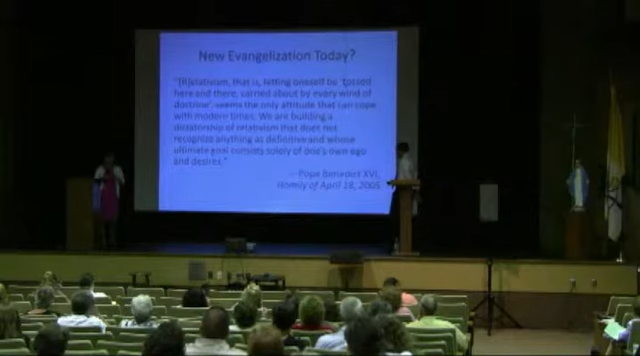 New Evangelization Today?
"[R]elativism, that is, letting oneself be 'tossed
here and there, carried about by every wind of
doctrine', seems the only attitude that can cope
with modern times. We are building a
dictatorship of relativism that does not
recognize anything as definitive and whose
ultimate goal consists solely of one's own ego
and desires."
—Pope Benedict XVI,
Homily of April 18, 2005